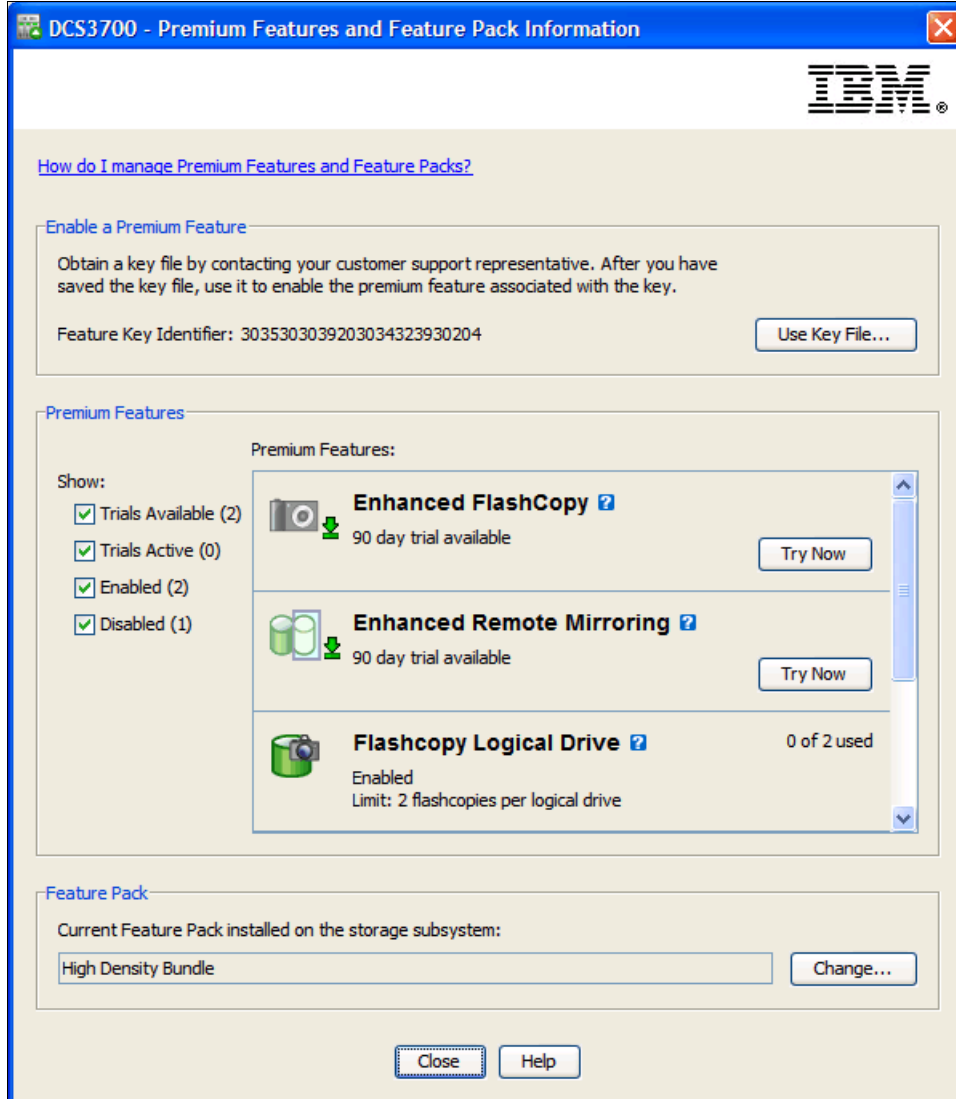 DCS3700 - Premium Features and Feature Pack Information
IBM®
How do I manage Premium Features and Feature Packs?
Enable a Premium Feature
Obtain a key file by contacting your customer support representative. After you have
saved the key file, use it to enable the premium feature associated with the key.
Feature Key Identifier: 3035303039203034323930204
Use Key File...
Premium Features
Premium Features:
Show:
Trials Available (2)
Trials Active (0)
Enabled (2)
Disabled (1)
Enhanced FlashCopy ?
90 day trial available
Try Now
Enhanced Remote Mirroring ?
90 day trial available
Try Now
Flashcopy Logical Drive ? 0 of 2 used
Enabled
Limit: 2 flashcopies per logical drive
Feature Pack
Current Feature Pack installed on the storage subsystem:
High Density Bundle
Change...
Close Help